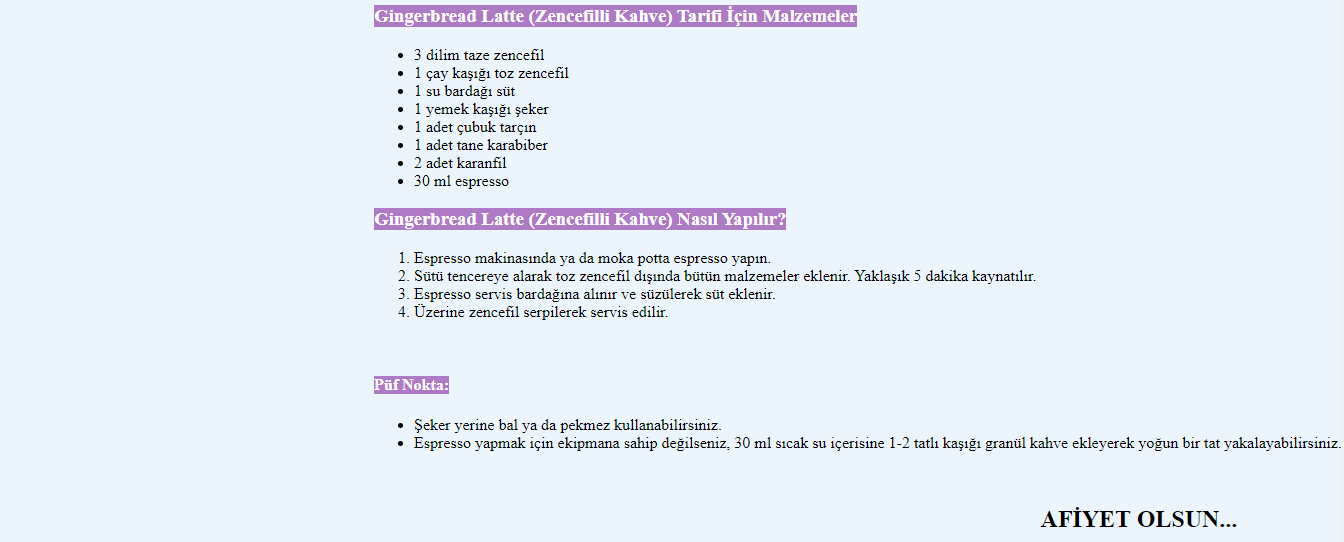 Gingerbread Latte (Zencefilli Kahve) Tarifi İçin Malzemeler
• 3 dilim taze zencefil
• 1 çay kaşığı toz zencefil
• 1 su bardağı süt
• 1 yemek kaşığı şeker
• 1 adet çubuk tarçın
• 1 adet tane karabiber
• 2 adet karanfil
• 30 ml espresso
Gingerbread Latte (Zencefilli Kahve) Nasıl Yapılır?
1. Espresso makinasında ya da moka potta espresso yapın.
2. Sütü tencereye alarak toz zencefil dışında bütün malzemeler eklenir. Yaklaşık 5 dakika kaynatılır.
3. Espresso servis bardağına alınır ve süzülerek süt eklenir.
4. Üzerine zencefil serpilerek servis edilir.
Püf Nokta:
• Şeker yerine bal ya da pekmez kullanabilirsiniz.
• Espresso yapmak için ekipmana sahip değilseniz, 30 ml sıcak su içerisine 1-2 tatlı kaşığı granül kahve ekleyerek yoğun bir tat yakalayabilirsiniz.
AFİYET OLSUN...